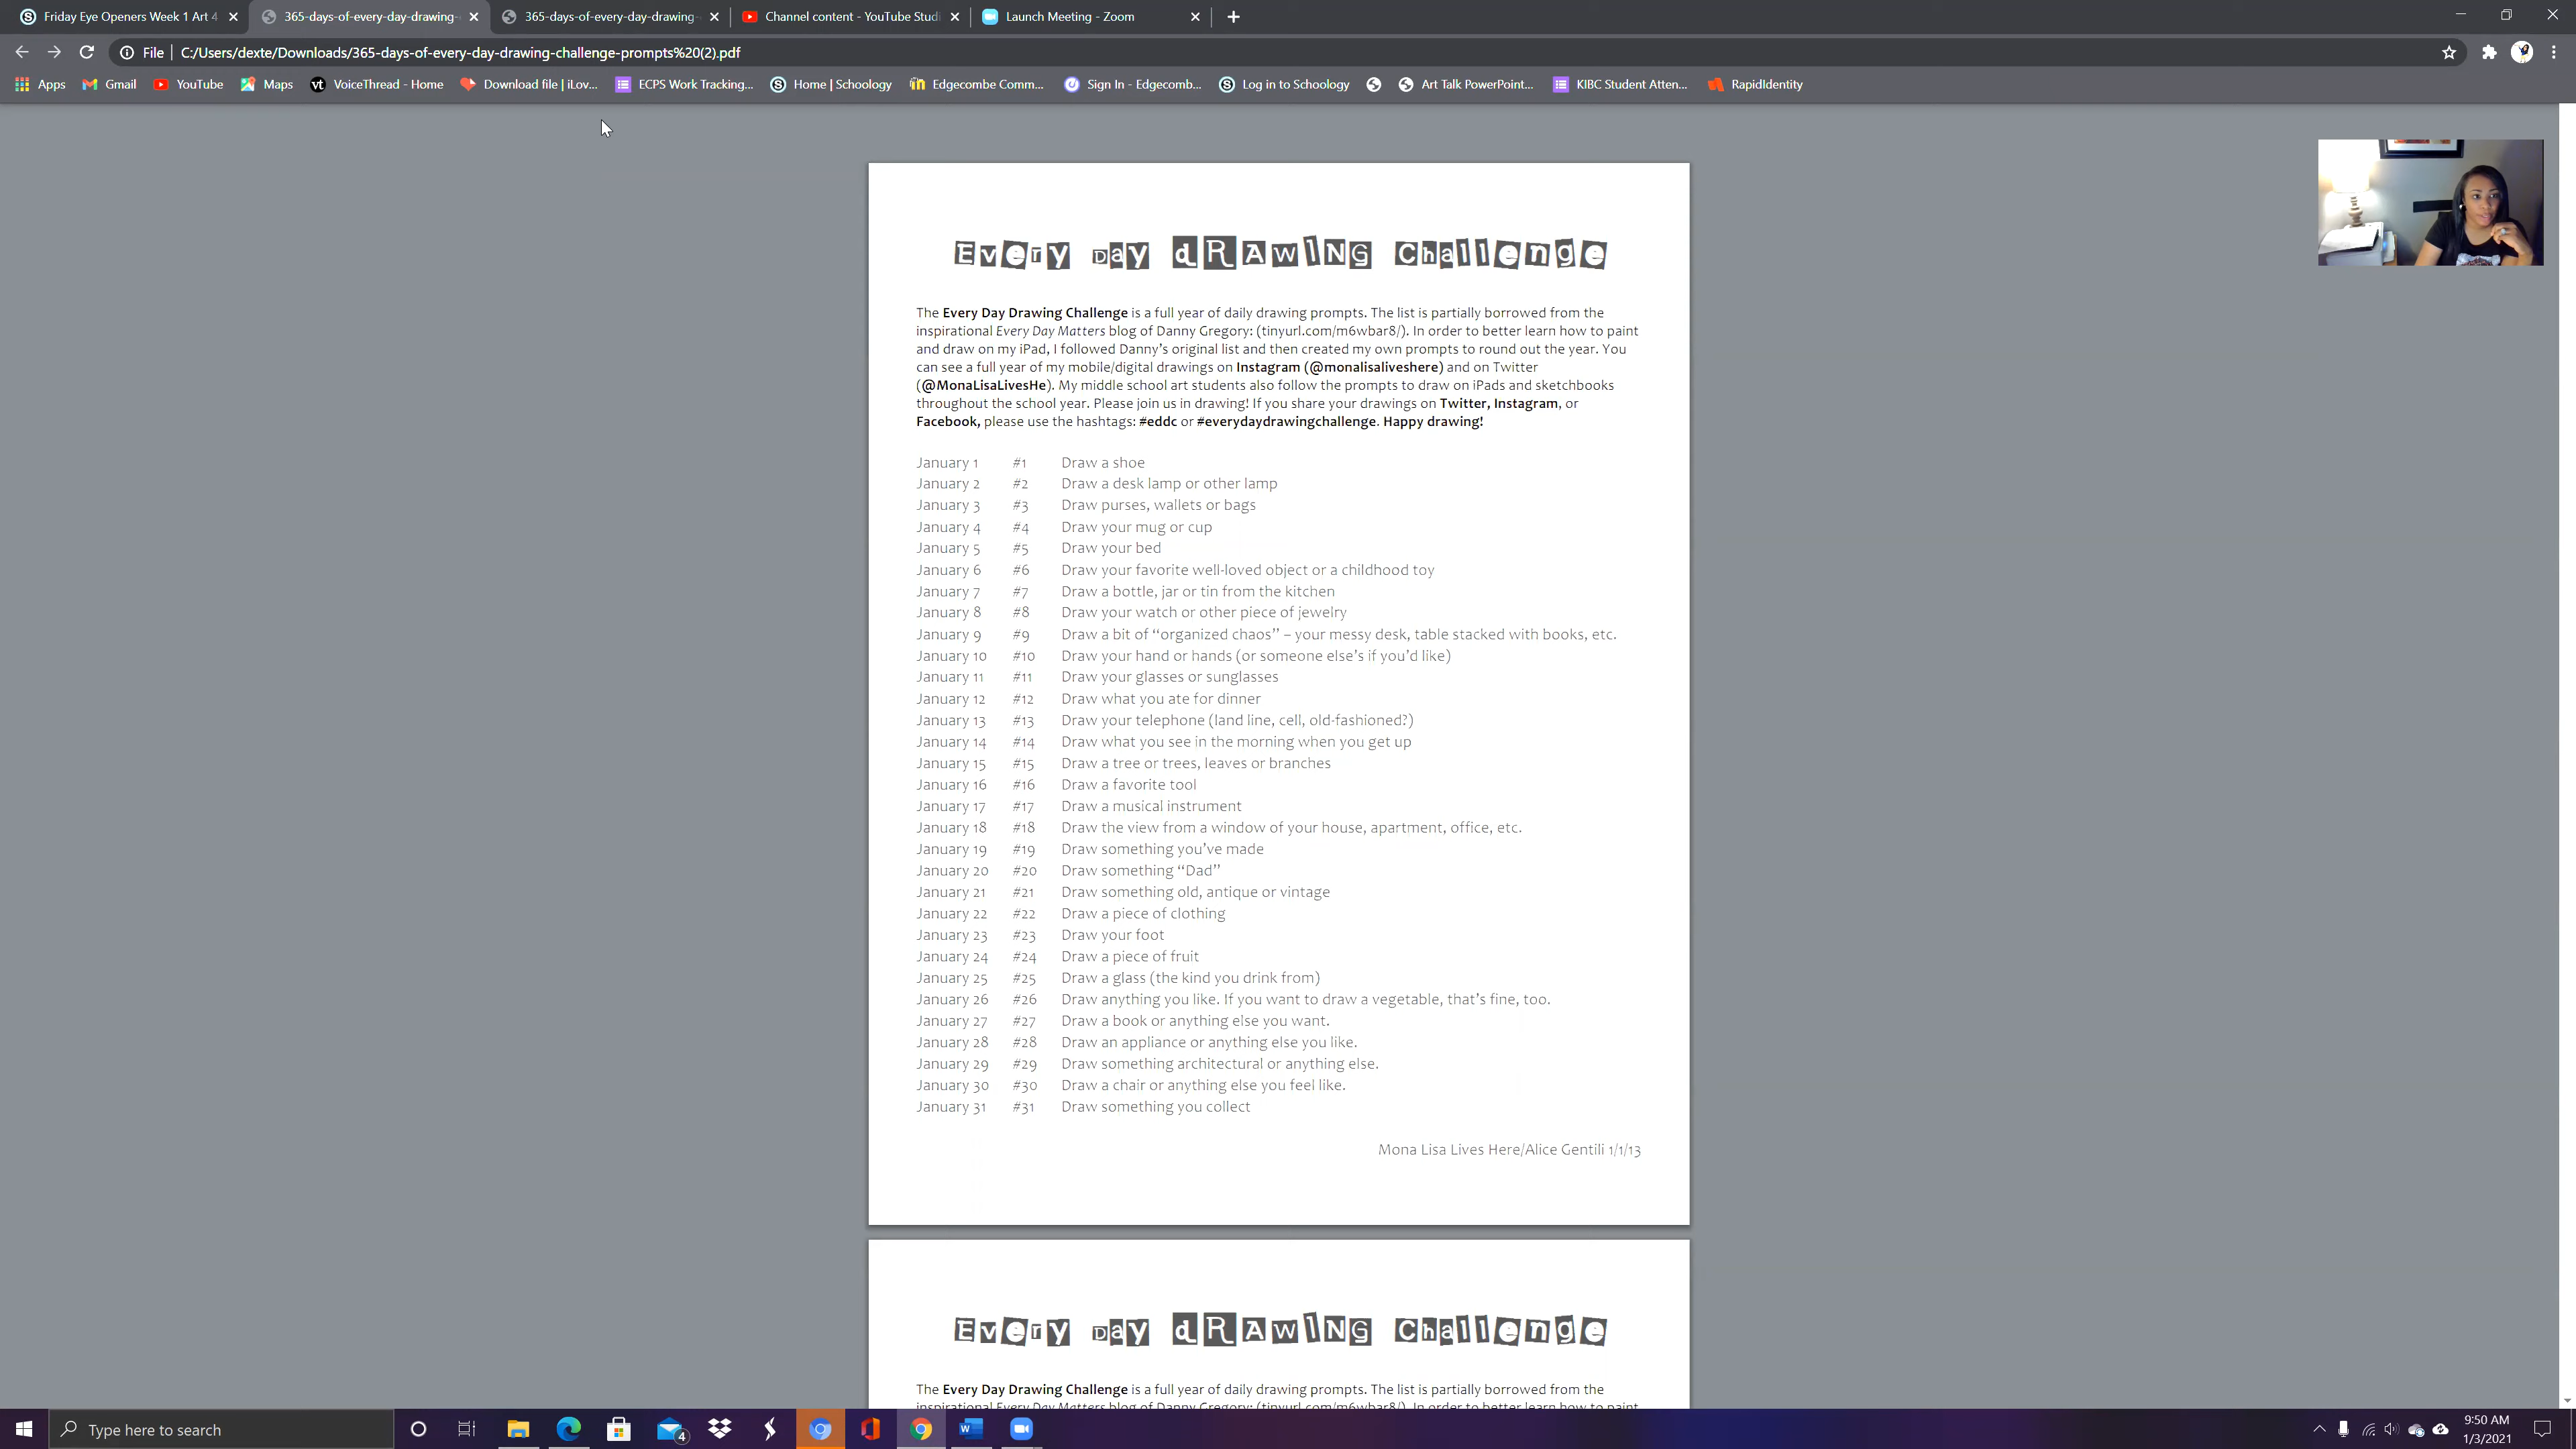 Friday Eye Openers Week 1 Art 4
365-days-of-every-day-drawing-
365-days-of-every-day-drawing-
Channel content - YouTube Studi
Launch Meeting - Zoom
File
C:/Users/dexte/Downloads/365-days-of-every-day-drawing-challenge-prompts%20(2).pdf
Apps
Gmail
YouTube
Maps
VoiceThread - Home
Download file | iLov...
ECPS Work Tracking...
Home | Schoology
Edgecombe Comm...
Sign In - Edgecomb...
Log in to Schoology
Art Talk PowerPoint...
KIBC Student Atten...
RapidIdentity
Every Day dRAwING Challenge
The Every Day Drawing Challenge is a full year of daily drawing prompts. The list is partially borrowed from the
inspirational Every Day Matters blog of Danny Gregory: (tinyurl.com/m6wbar8/). In order to better learn how to paint
and draw on my iPad, I followed Danny's original list and then created my own prompts to round out the year. You
can see a full year of my mobile/digital drawings on Instagram (@monalisaliveshere) and on Twitter
(@MonaLisaLivesHe). My middle school art students also follow the prompts to draw on iPads and sketchbooks
throughout the school year. Please join us in drawing! If you share your drawings on Twitter, Instagram, or
Facebook, please use the hashtags: #eddc or #everydaydrawingchallenge. Happy drawing!
January 1 #1 Draw a shoe
January 2 #2 Draw a desk lamp or other lamp
January 3 #3 Draw purses, wallets or bags
January 4 #4 Draw your mug or cup
January 5 #5 Draw your bed
January 6 #6 Draw your favorite well-loved object or a childhood toy
January 7 #7 Draw a bottle, jar or tin from the kitchen
January 8 #8 Draw your watch or other piece of jewelry
January 9 #9 Draw a bit of “organized chaos” – your messy desk, table stacked with books, etc.
January 10 #10 Draw your hand or hands (or someone else's if you'd like)
January 11 #11 Draw your glasses or sunglasses
January 12 #12 Draw what you ate for dinner
January 13 #13 Draw your telephone (land line, cell, old-fashioned?)
January 14 #14 Draw what you see in the morning when you get up
January 15 #15 Draw a tree or trees, leaves or branches
January 16 #16 Draw a favorite tool
January 17 #17 Draw a musical instrument
January 18 #18 Draw the view from a window of your house, apartment, office, etc.
January 19 #19 Draw something you've made
January 20 #20 Draw something “Dad”
January 21 #21 Draw something old, antique or vintage
January 22 #22 Draw a piece of clothing
January 23 #23 Draw your foot
January 24 #24 Draw a piece of fruit
January 25 #25 Draw a glass (the kind you drink from)
January 26 #26 Draw anything you like. If you want to draw a vegetable, that's fine, too.
January 27 #27 Draw a book or anything else you want.
January 28 #28 Draw an appliance or anything else you like.
January 29 #29 Draw something architectural or anything else.
January 30 #30 Draw a chair or anything else you feel like.
January 31 #31 Draw something you collect
Mona Lisa Lives Here/Alice Gentili 1/1/13
Every Day dRAwING Challenge
The Every Day Drawing Challenge is a full year of daily drawing prompts. The list is partially borrowed from the
inspirational Every Day Matters blog of Danny Gregory: (tinyurl.com/m6wbar8/). In order to better learn how to paint
Type here to search
4
9:50 AM
1/3/2021